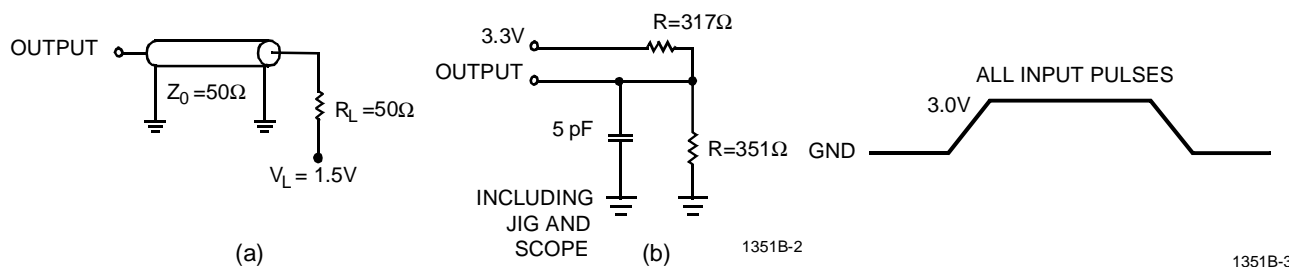 OUTPUT
Z0 =50Ω
RL =50Ω
VL = 1.5V
(a)
R=317Ω
3.3V
OUTPUT
5 pF
R=351Ω
INCLUDING
JIG AND
SCOPE
(b)
1351B-2
ALL INPUT PULSES
3.0V
GND
1351B-3